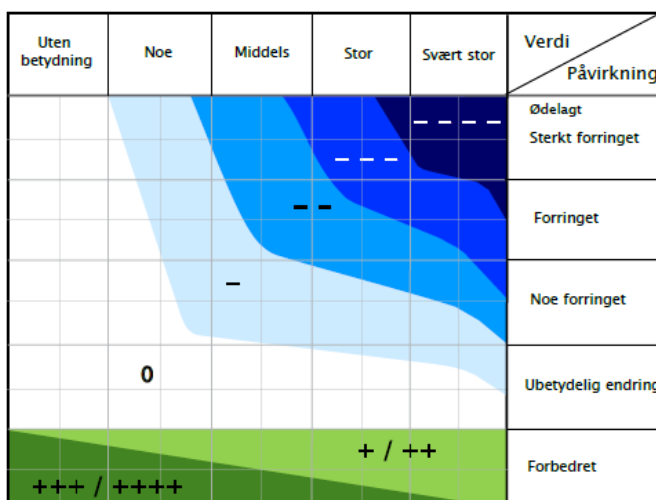 Uten
betydning
Noe
Middels
Stor
Svært stor
Verdi
Påvirkning
Ødelagt
Sterkt forringet
Forringet
Noe forringet
Ubetydelig endring
Forbedret
– – – –
– – –
– –
–
0
+ / ++
+++ / ++++